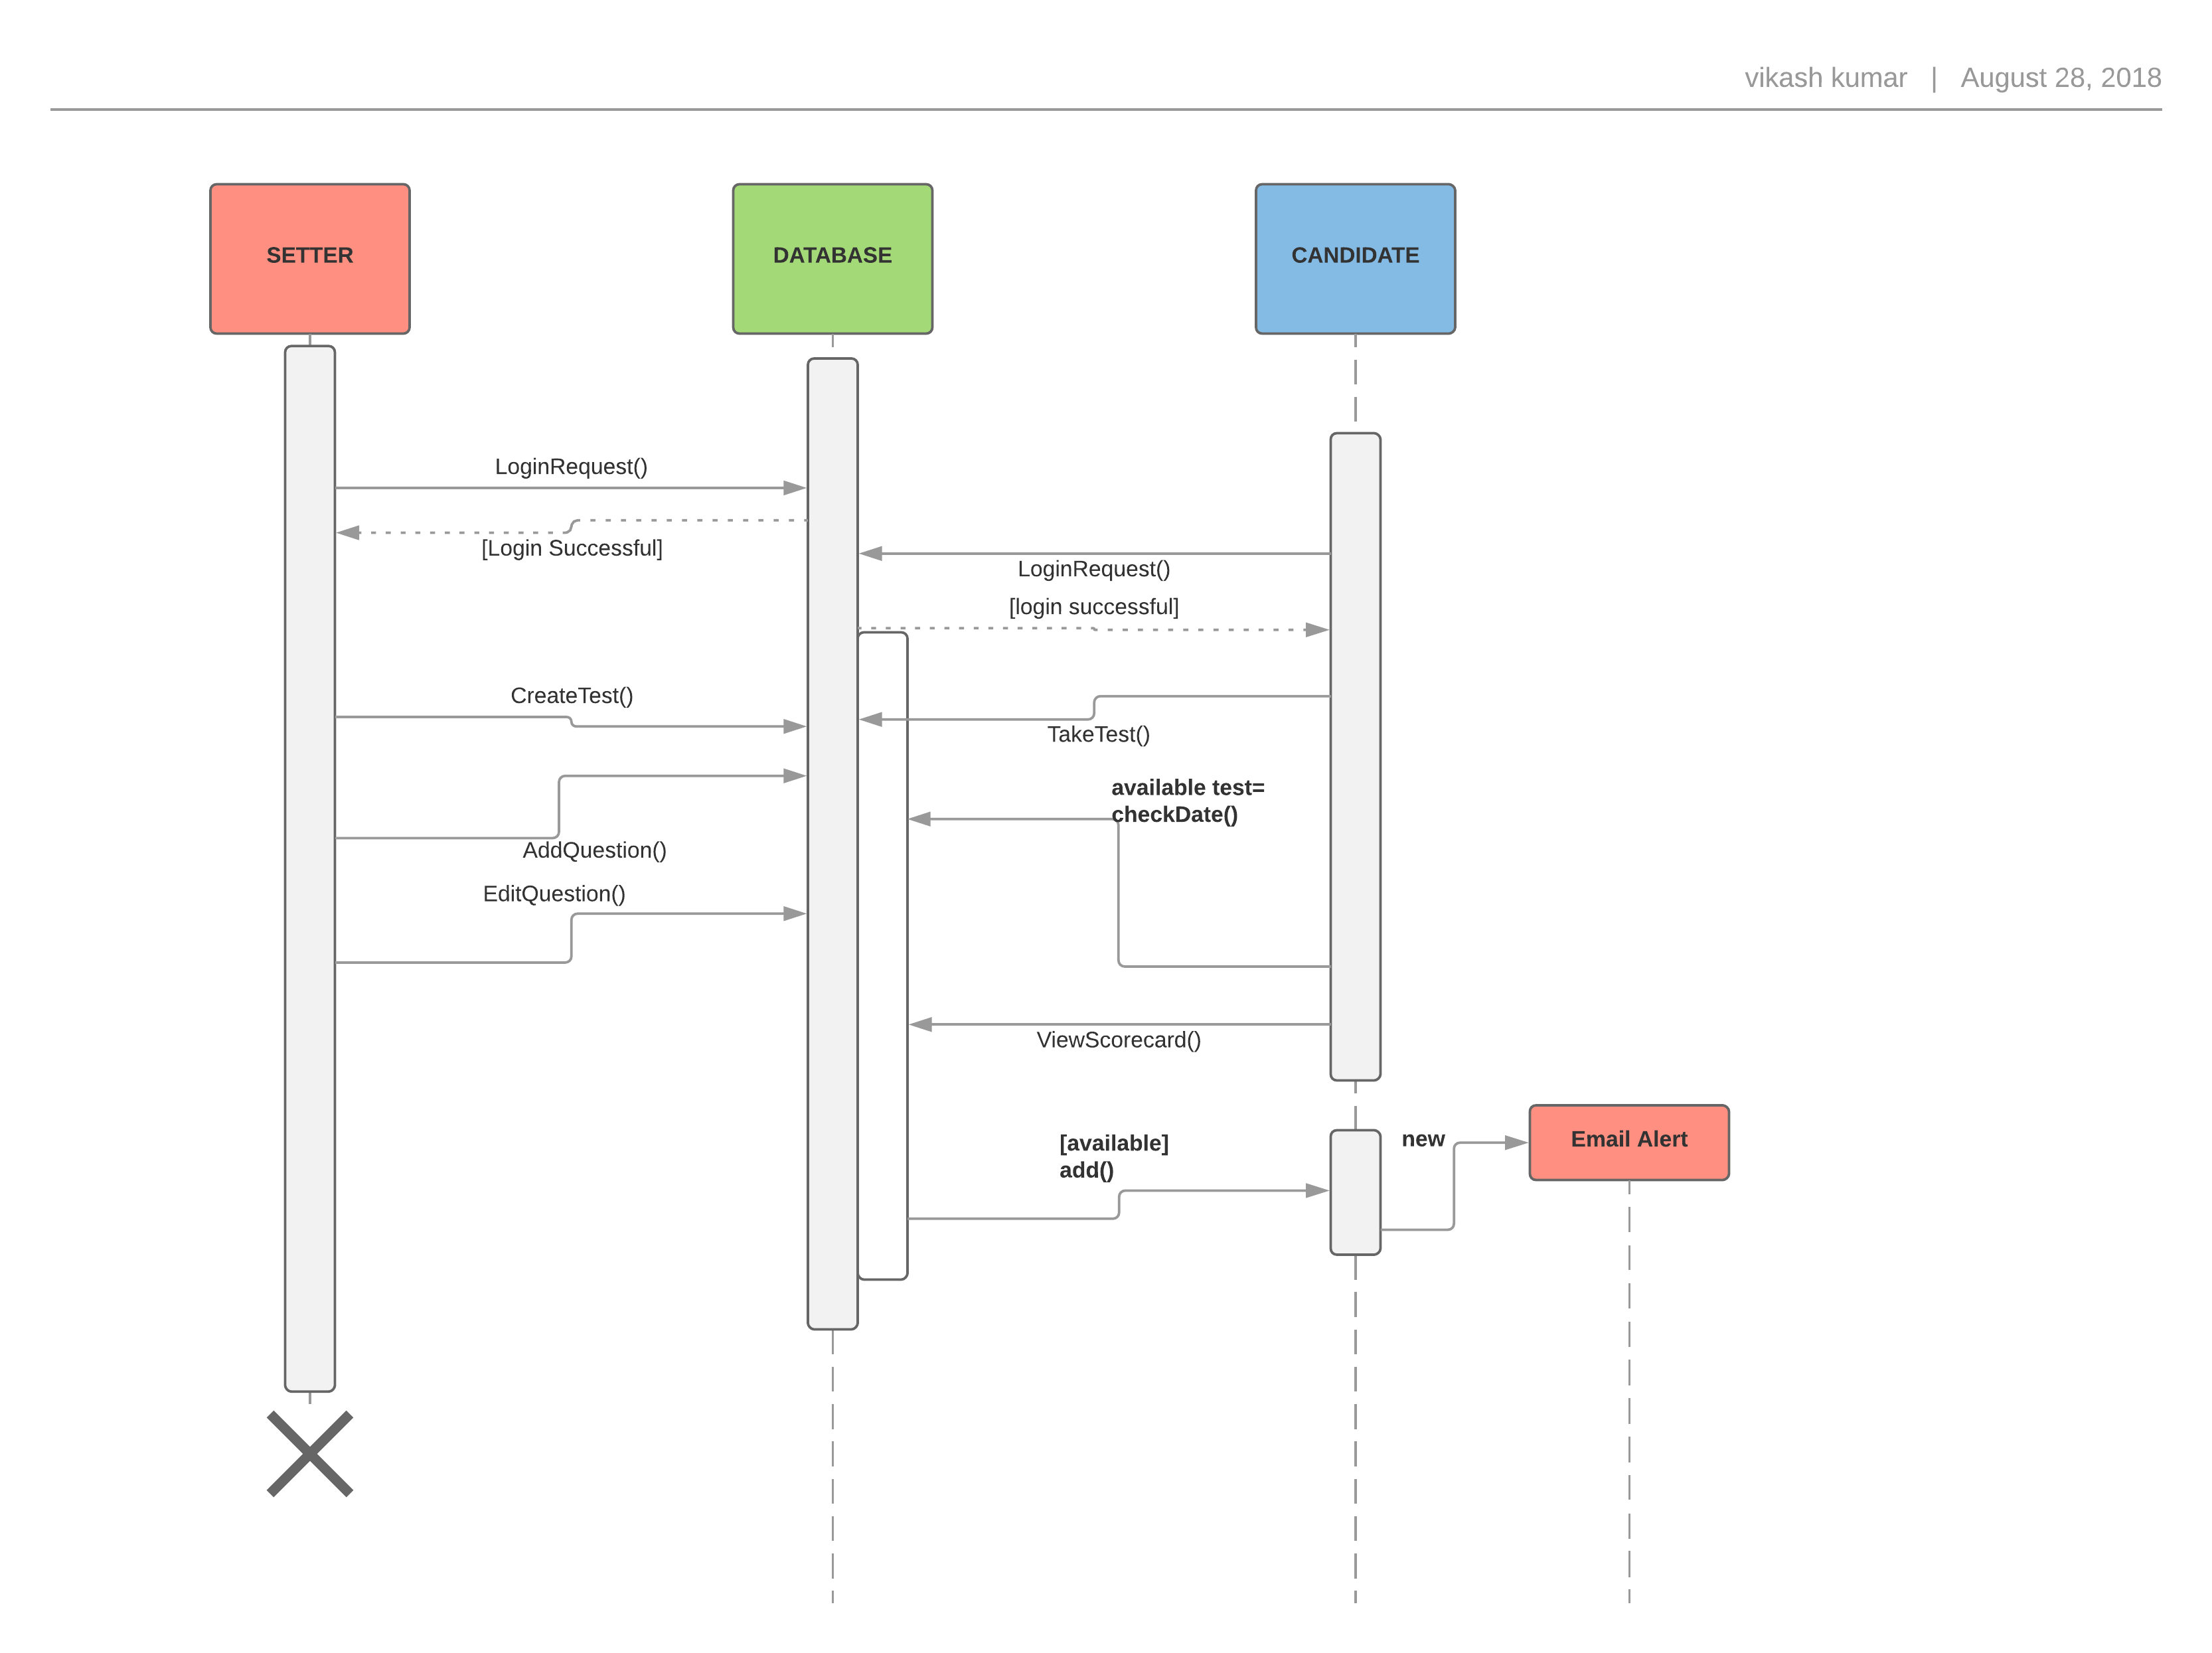 vikash kumar | August 28, 2018
SETTER
DATABASE
CANDIDATE
LoginRequest()
[Login Successful]
LoginRequest()
[login successful]
CreateTest()
TakeTest()
available test=
checkDate()
AddQuestion()
EditQuestion()
ViewScorecard()
[available]
add()
new
Email Alert